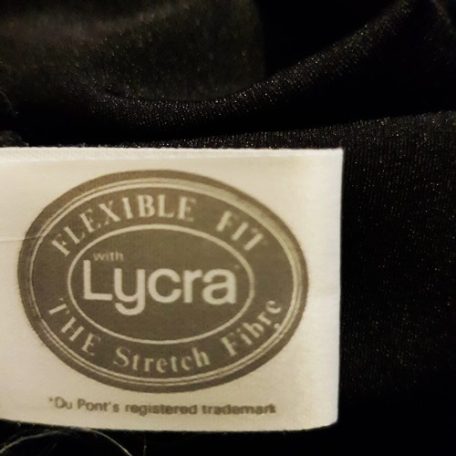 FLEXIBLE FIT
with
Lycra
THE Stretch Fibre
*Du Pont's registered trademark